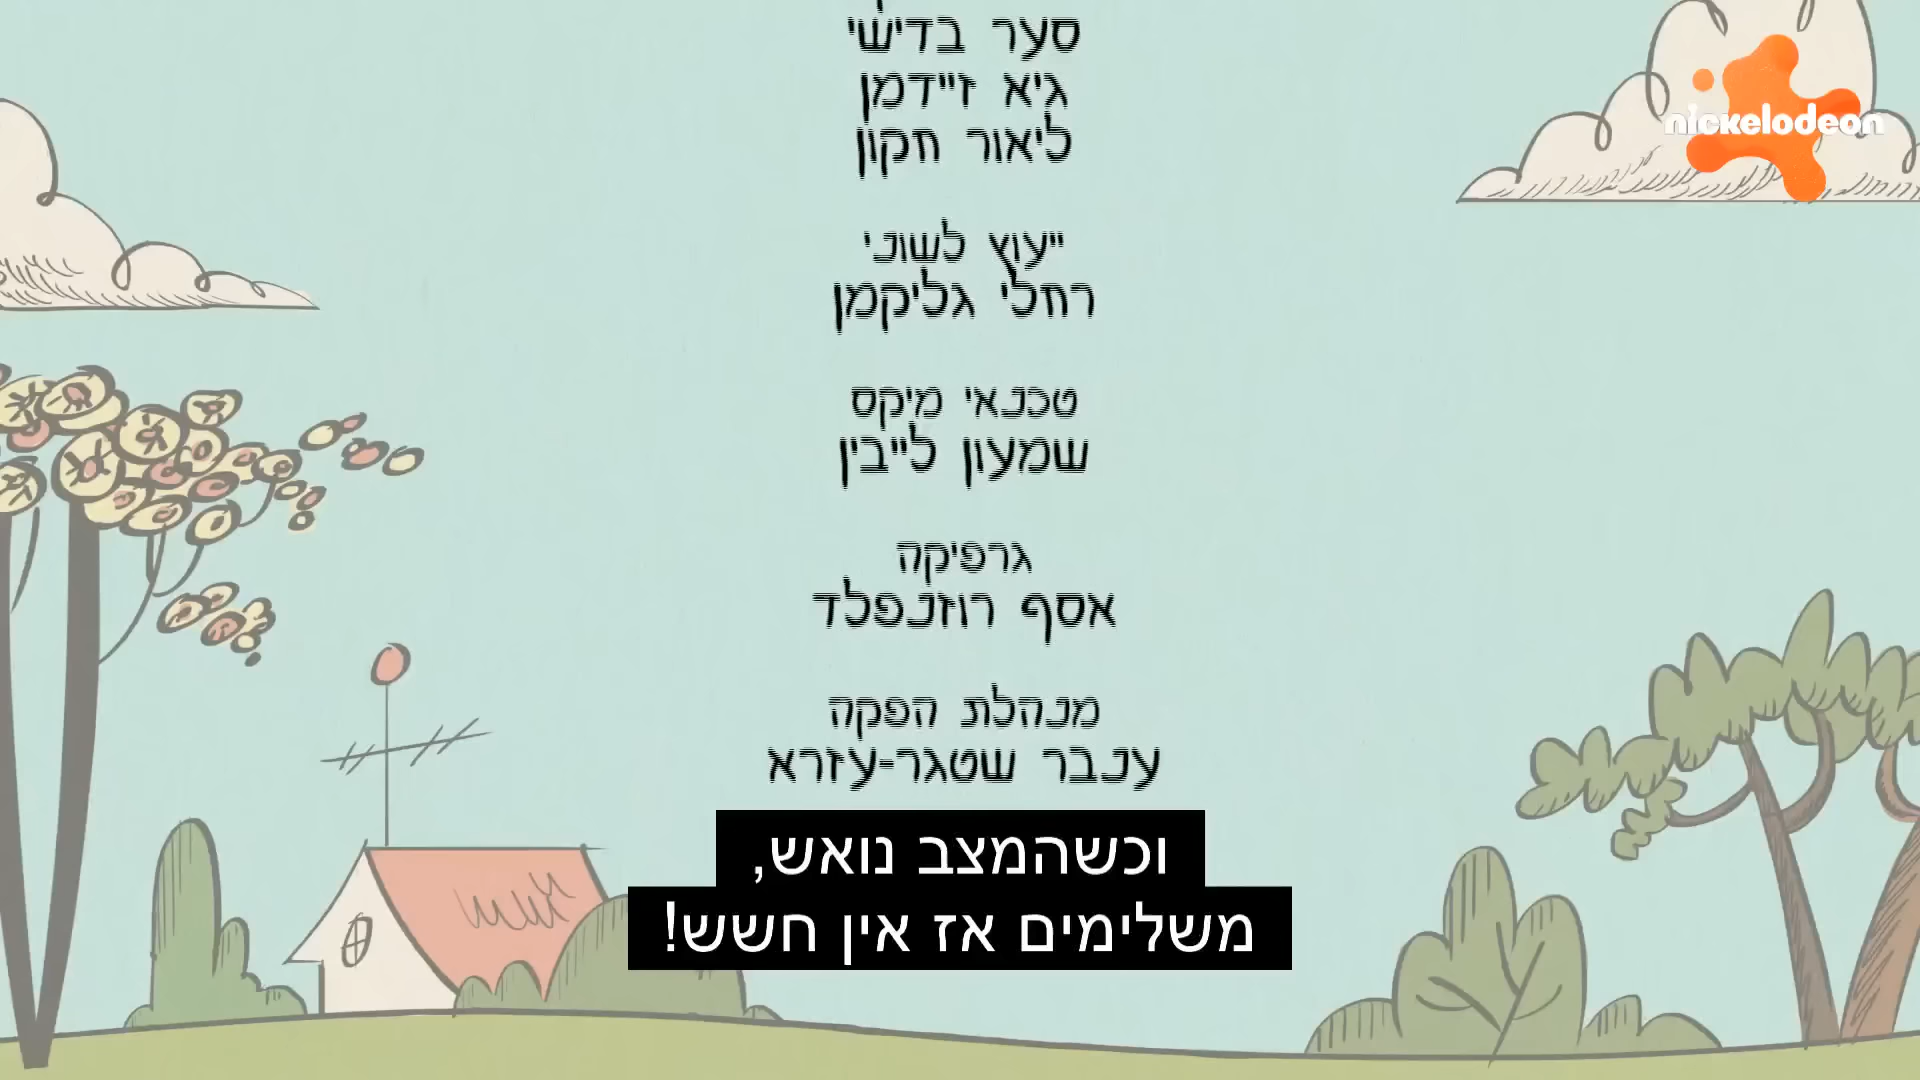 סער בדישי
גיא זיידמן
ליאור חקון
nickelodeon
ייעוץ לשוני
רחלי גליקמן
טכנאי מיקס
שמעון לייבין
גרפיקה
אסף רוזנפלד
מנהלת הפקה
ענבר שטגר-עזרא
וכשהמצב נואש,
משלימים אז אין חשש!